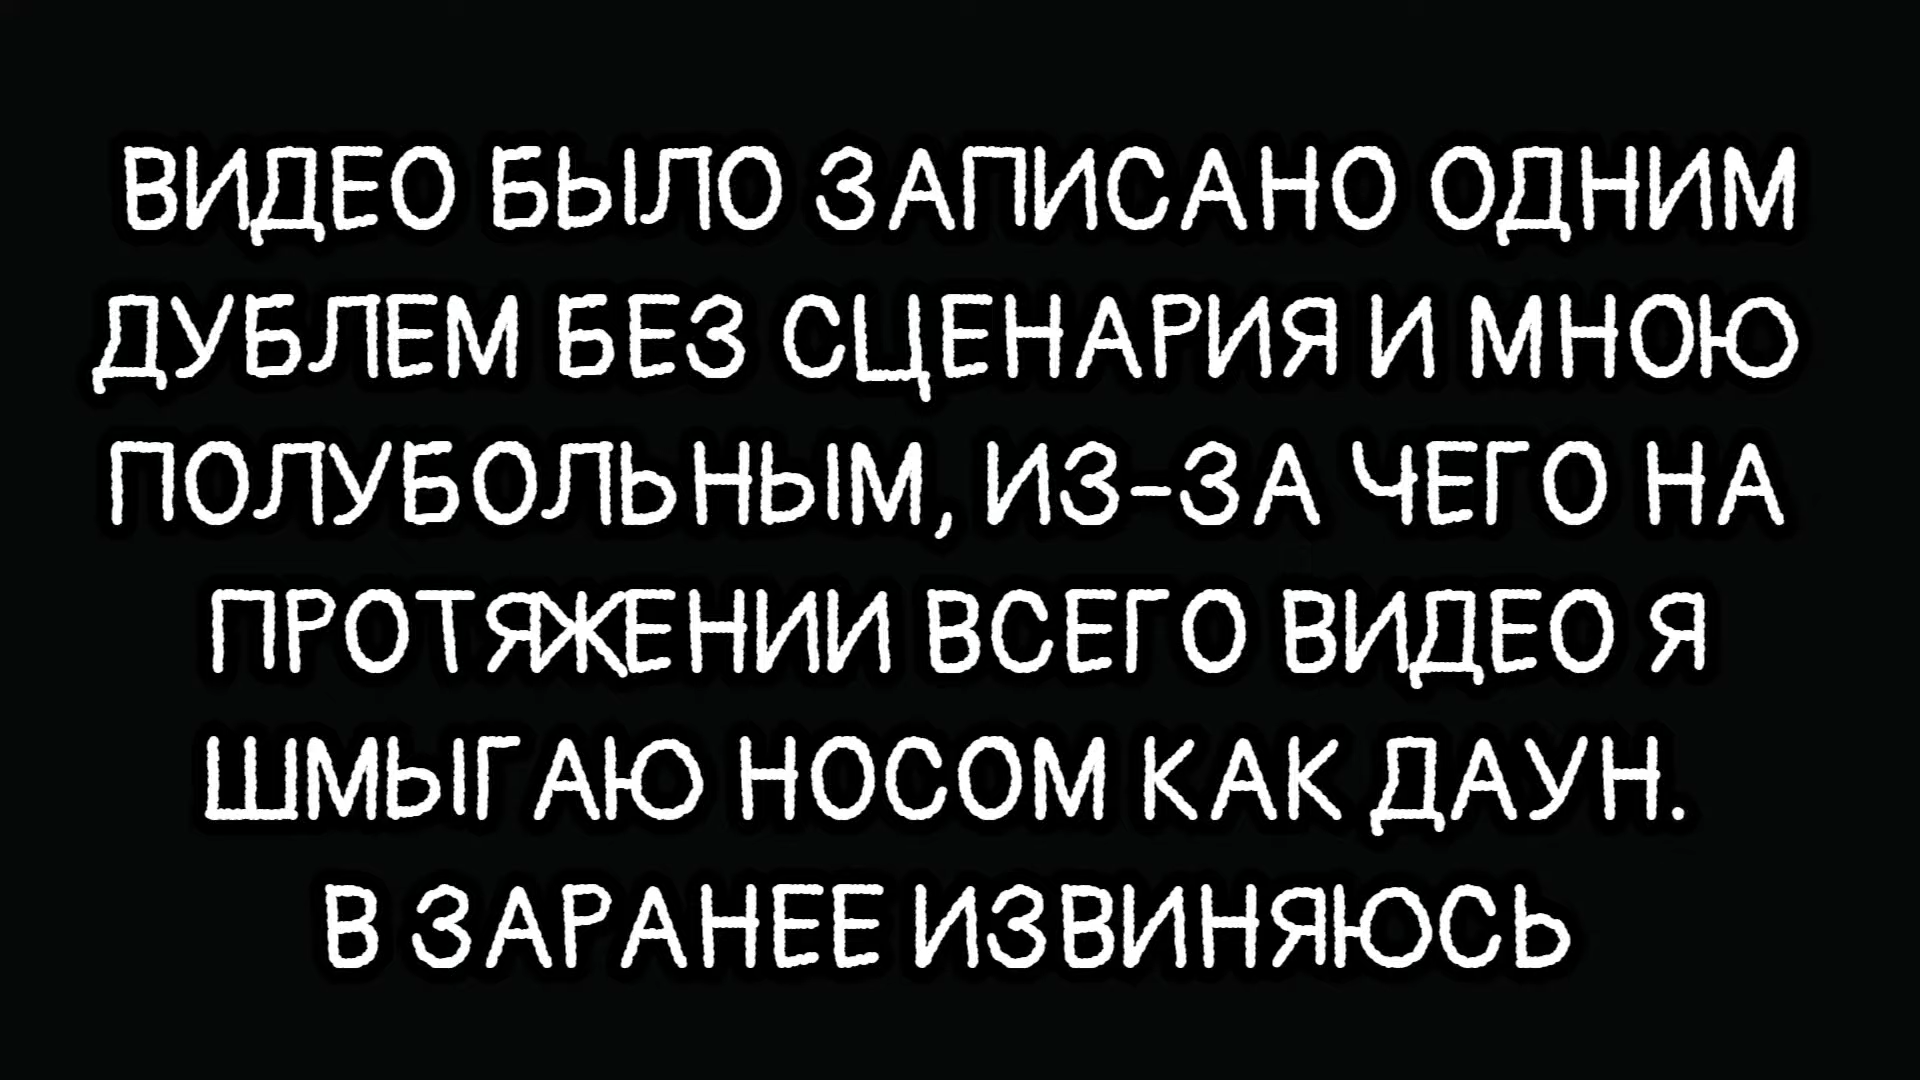 ВИДЕО БЫЛО ЗАПИСАНО ОДНИМ
ДУБЛЕМ БЕЗ СЦЕНАРИЯ И МНОЮ
ПОЛУБОЛЬНЫМ, ИЗ-ЗА ЧЕГО НА
ПРОТЯЖЕНИИ ВСЕГО ВИДЕО Я
ШМЫГАЮ НОСОМ КАК ДАУН.
В ЗАРАНЕЕ ИЗВИНЯЮСЬ